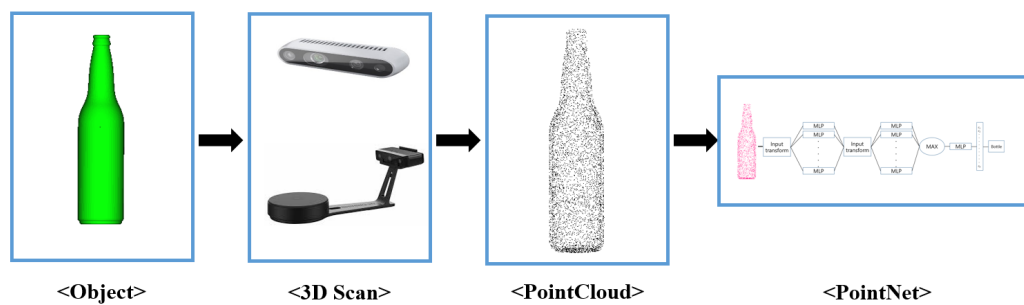 MLP
MLP
MLP
MLP
Input
transform
Input
transform
MAX
MLP
Bottle
MLP
MLP
<Object>
<3D Scan>
<PointCloud>
<PointNet>